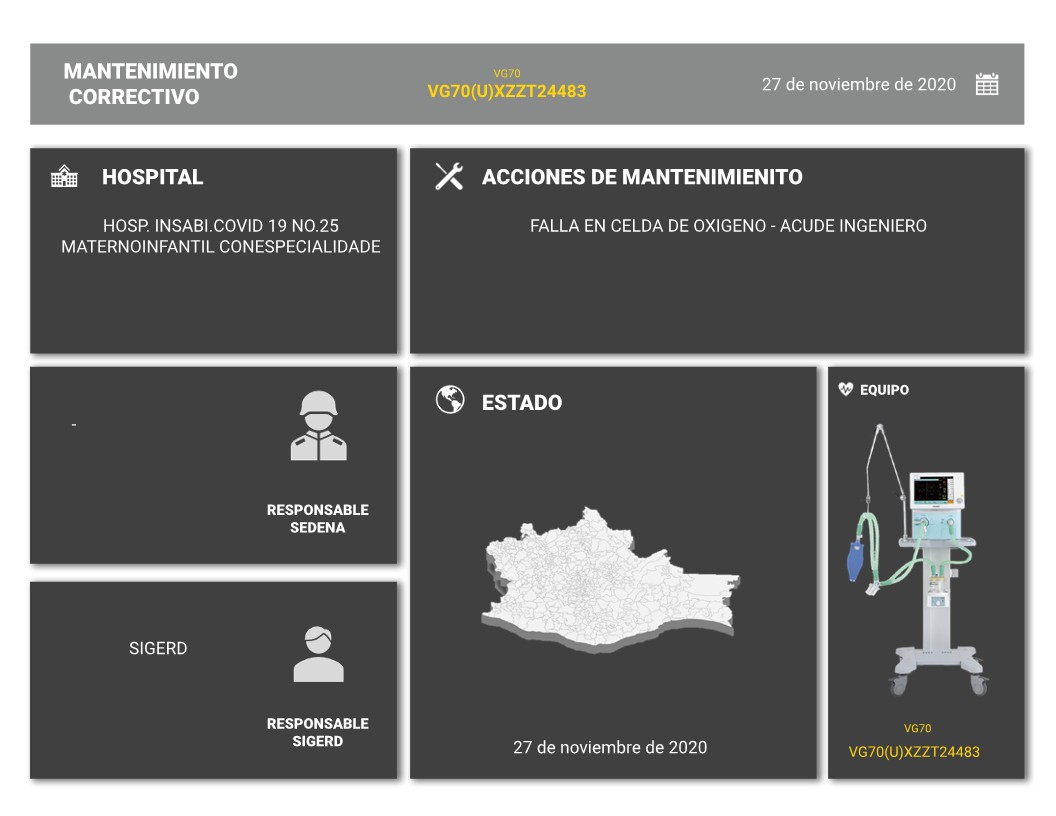 MANTENIMIENTO
CORRECTIVO
VG70
VG70(U)XZZT24483
27 de noviembre de 2020
HOSPITAL
HOSP. INSABI.COVID 19 NO.25
MATERNOINFANTIL CONESPECIALIDADE
ACCIONES DE MANTENIMIENITO
FALLA EN CELDA DE OXIGENO - ACUDE INGENIERO
-
RESPONSABLE
SEDENA
SIGERD
RESPONSABLE
SIGERD
ESTADO
27 de noviembre de 2020
EQUIPO
VG70
VG70(U)XZZT24483